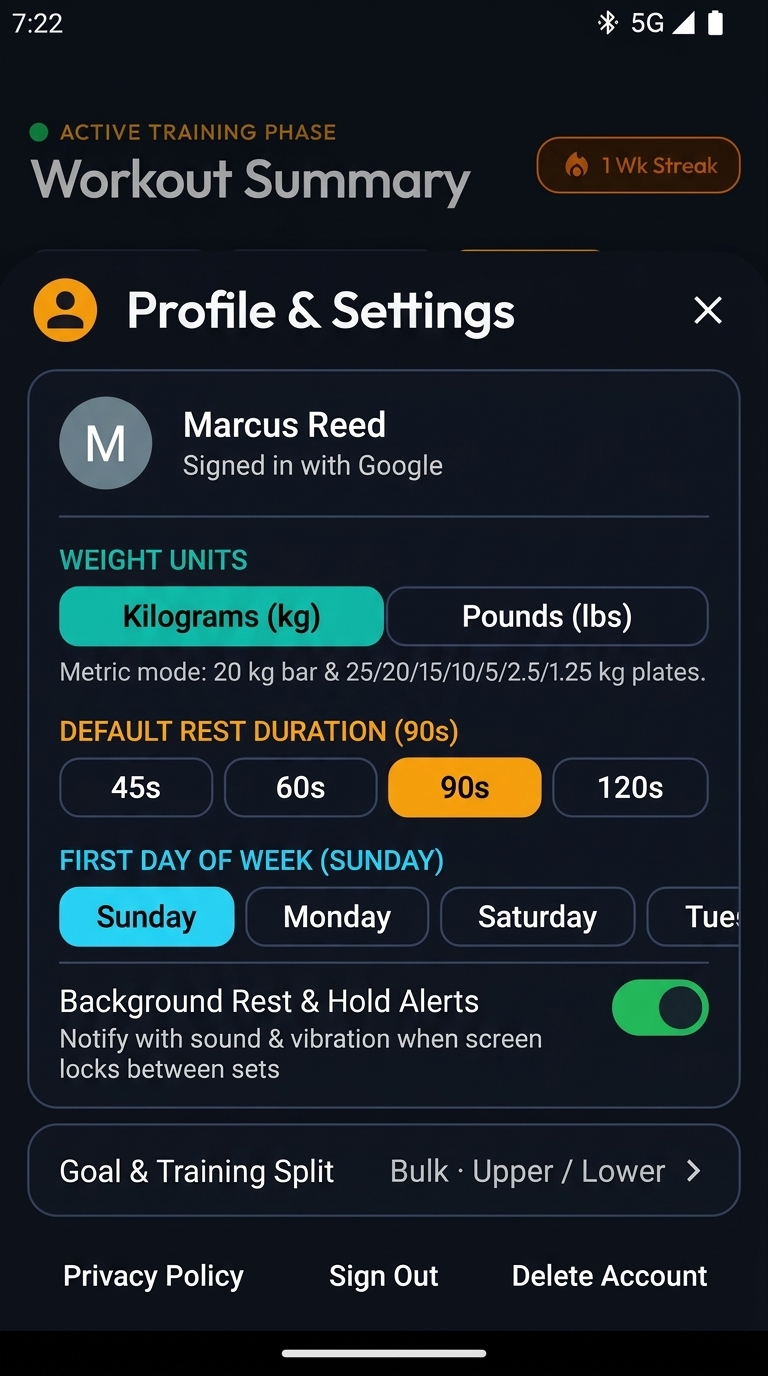 7:22
5G
ACTIVE TRAINING PHASE
Workout Summary
1 Wk Streak
Profile & Settings
M
Marcus Reed
Signed in with Google
WEIGHT UNITS
Kilograms (kg)
Pounds (lbs)
Metric mode: 20 kg bar & 25/20/15/10/5/2.5/1.25 kg plates.
DEFAULT REST DURATION (90s)
45s
60s
90s
120s
FIRST DAY OF WEEK (SUNDAY)
Sunday
Monday
Saturday
Tues
Background Rest & Hold Alerts
Notify with sound & vibration when screen
locks between sets
Goal & Training Split
Bulk · Upper / Lower
Privacy Policy
Sign Out
Delete Account